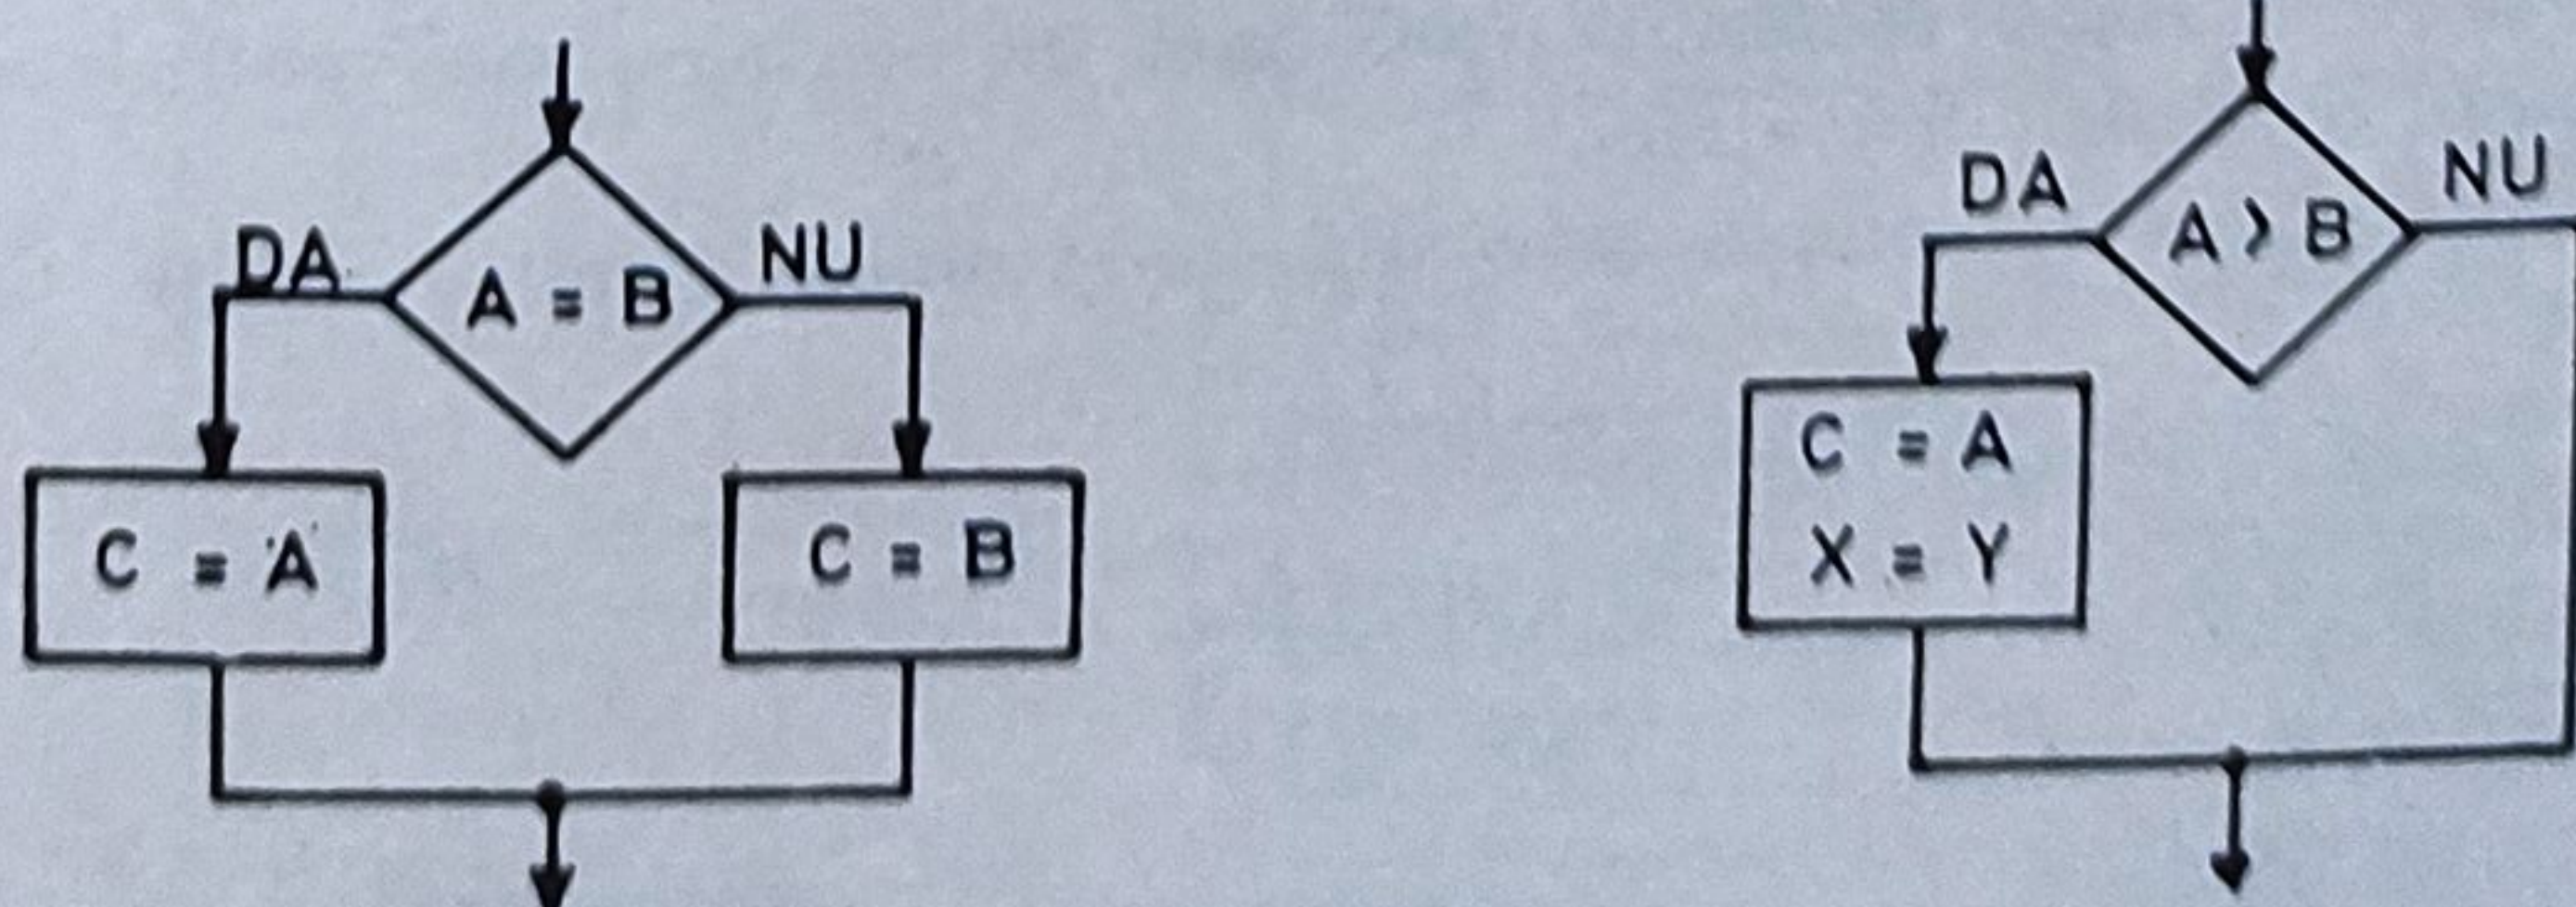 DA
A = B
NU
C = A
C = B
DA
A > B
NU
C = A
X = Y